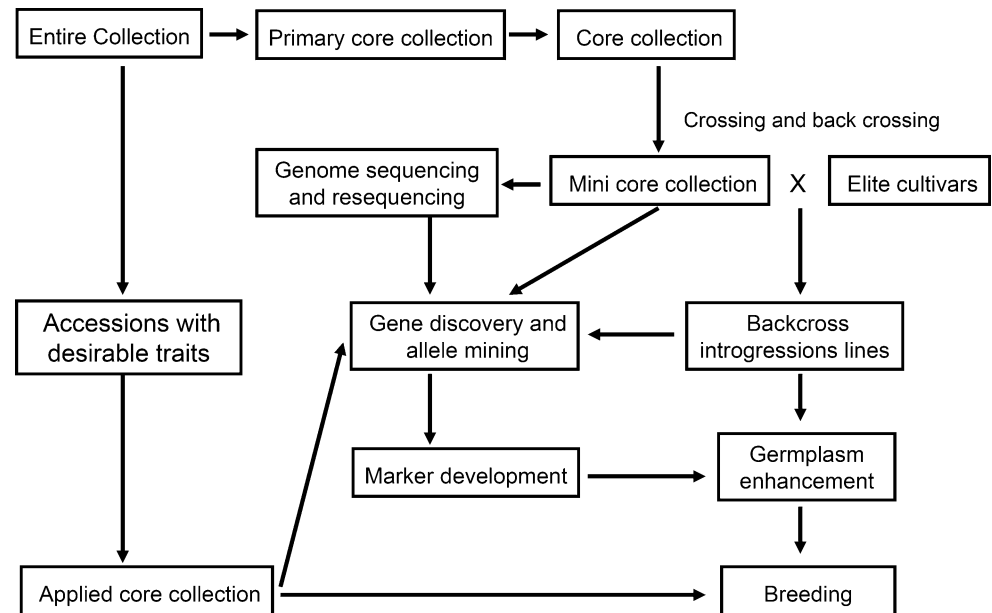 Entire Collection
Primary core collection
Core collection
Crossing and back crossing
Genome sequencing
and resequencing
Mini core collection
X
Elite cultivars
Accessions with
desirable traits
Gene discovery and
allele mining
Backcross
introgressions lines
Marker development
Germplasm
enhancement
Applied core collection
Breeding